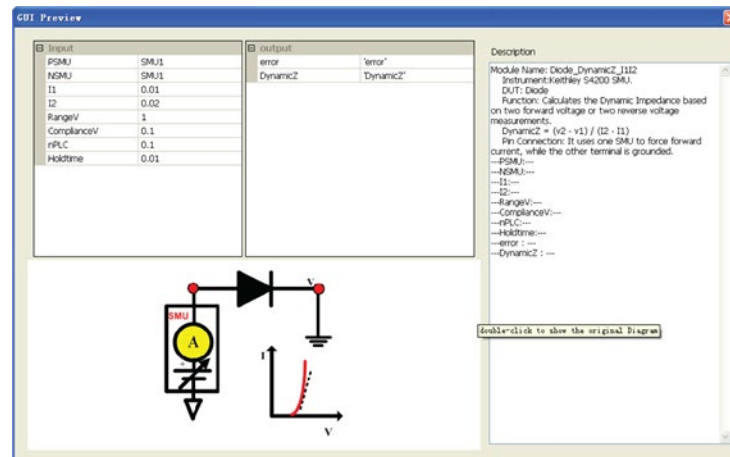 GUI Preview
Input
PSMU SMU1
NSMU SMU1
I1 0.01
I2 0.02
RangeV 1
ComplianceV 0.1
nPLC 0.1
Holdtime 0.01
output
error 'error'
DynamicZ 'DynamicZ'
Description
Module Name: Diode_DynamicZ_I1I2
Instrument:Keithley S4200 SMU.
DUT: Diode
Function: Calculates the Dynamic Impedance based
on two forward voltage or two reverse voltage
measurements.
DynamicZ = (v2 - v1) / (I2 - I1)
Pin Connection: It uses one SMU to force forward
current, while the other terminal is grounded.
---PSMU:---
---NSMU:---
---I1:---
---I2:---
---RangeV:---
---ComplianceV:---
---nPLC:---
---Holdtime:---
---error : ---
---DynamicZ : ---
double-click to show the original Diagram
V
SMU
A
I
V